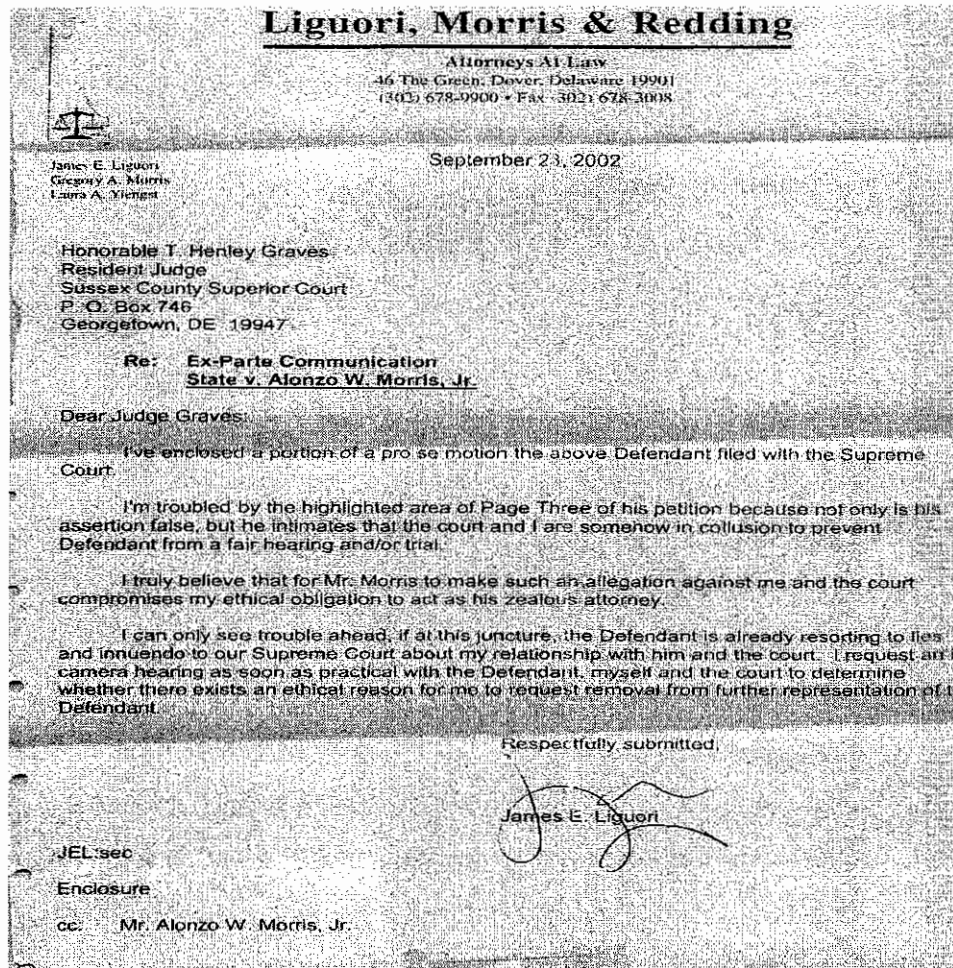 Liguori, Morris & Redding
Attorneys At Law
46 The Green, Dover, Delaware 19901
(302) 678-9900 • Fax (302) 678-3008
James E. Liguori
Gregory A. Morris
Laura A. Yiengst
September 23, 2002
Honorable T. Henley Graves
Resident Judge
Sussex County Superior Court
P. O. Box 746
Georgetown, DE 19947
Re: Ex-Parte Communication
State v. Alonzo W. Morris, Jr.
Dear Judge Graves:
I've enclosed a portion of a pro se motion the above Defendant filed with the Supreme
Court.
I'm troubled by the highlighted area of Page Three of his petition because not only is his
assertion false, but he intimates that the court and I are somehow in collusion to prevent
Defendant from a fair hearing and/or trial.
I truly believe that for Mr. Morris to make such an allegation against me and the court
compromises my ethical obligation to act as his zealous attorney.
I can only see trouble ahead, if at this juncture, the Defendant is already resorting to lies
and innuendo to our Supreme Court about my relationship with him and the court. I request an
camera hearing as soon as practical with the Defendant, myself and the court to determine
whether there exists an ethical reason for me to request removal from further representation of
Defendant.
Respectfully submitted,
James E. Liguori
JEL:sec
Enclosure
cc: Mr. Alonzo W. Morris, Jr.